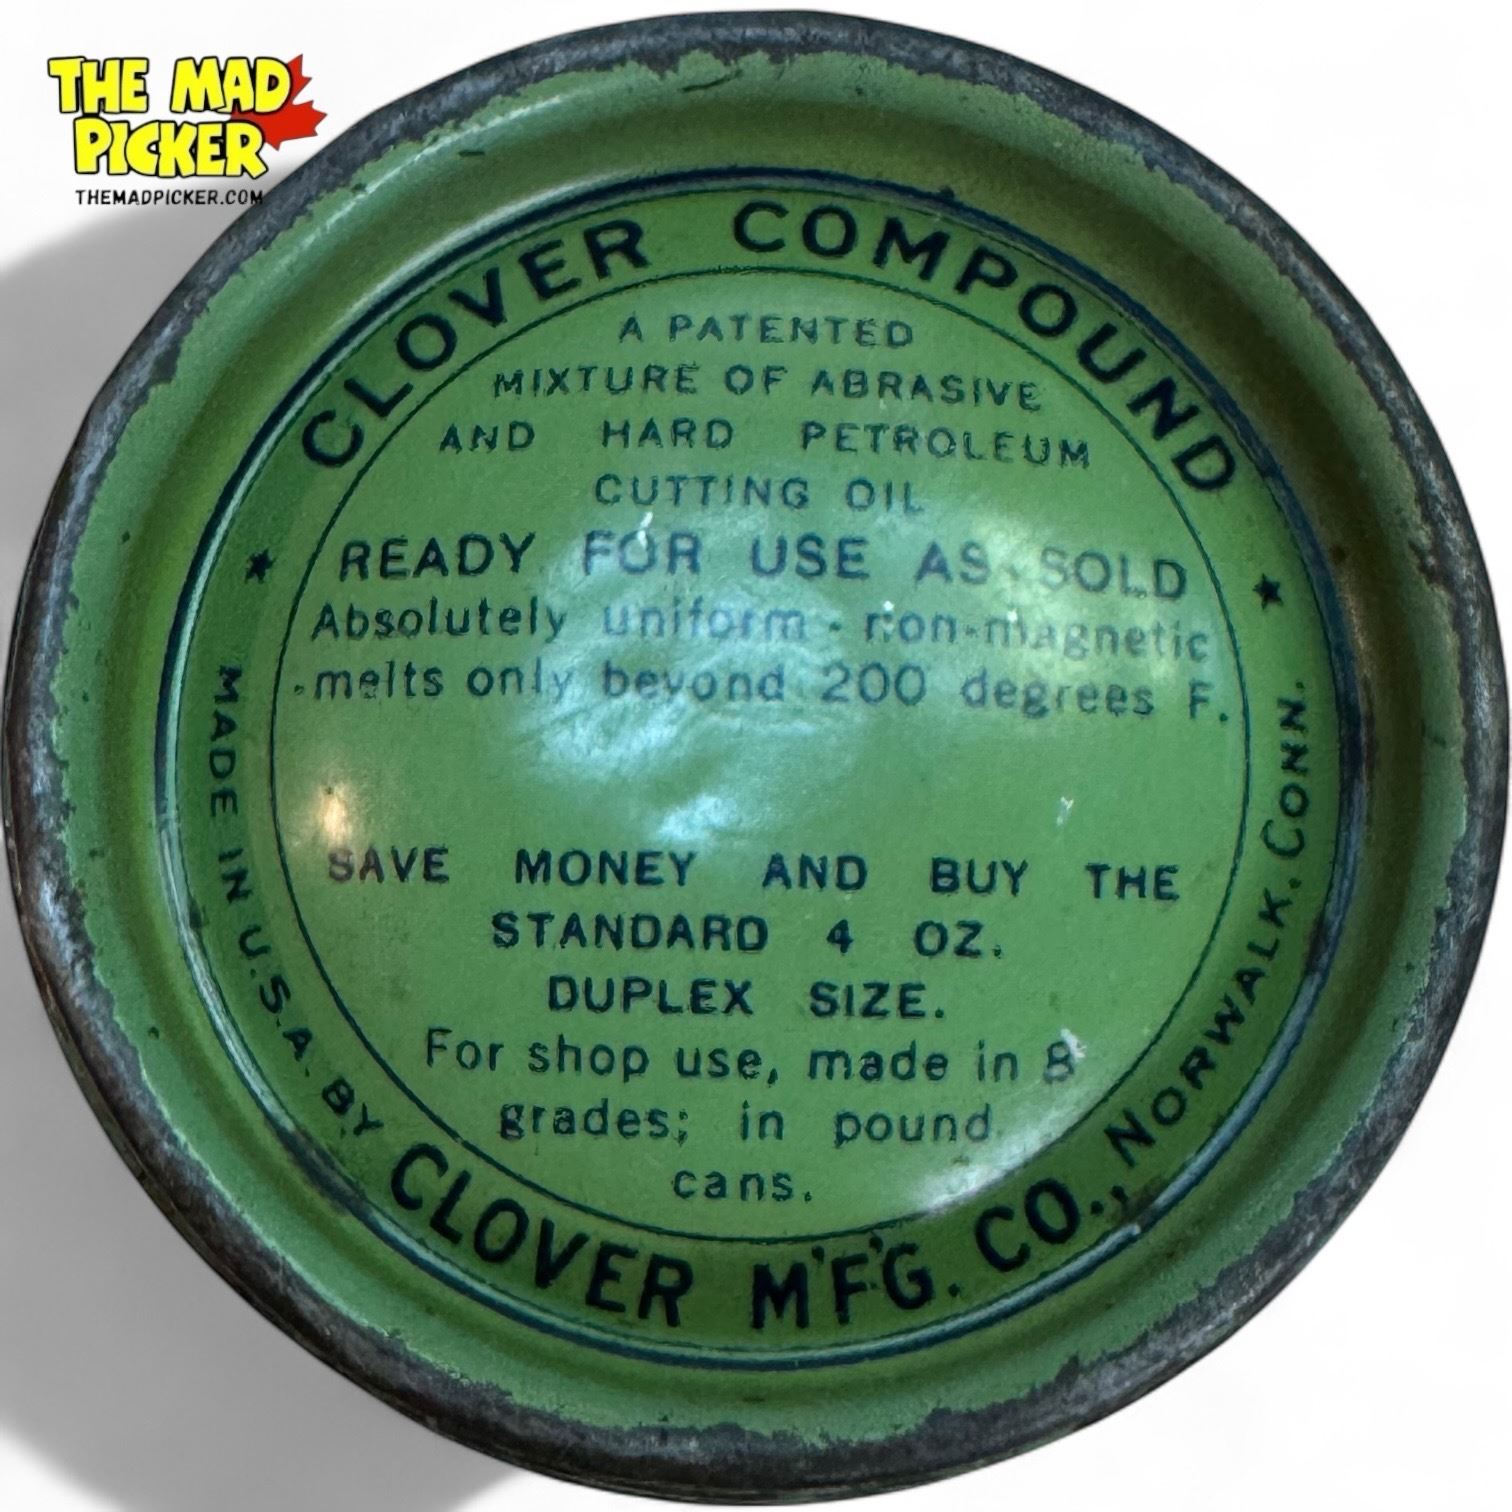 THE MAD
PICKER
THEMADPICKER.COM
CLOVER COMPOUND
A PATENTED
MIXTURE OF ABRASIVE
AND HARD PETROLEUM
CUTTING OIL
READY FOR USE AS SOLD
Absolutely uniform - non-magnetic
-melts only beyond 200 degrees F.
SAVE MONEY AND BUY THE
STANDARD 4 OZ.
DUPLEX SIZE.
For shop use, made in 8
grades; in pound
cans.
★ MADE IN U.S.A. BY CLOVER M'F'G. CO., NORWALK. CONN. ★